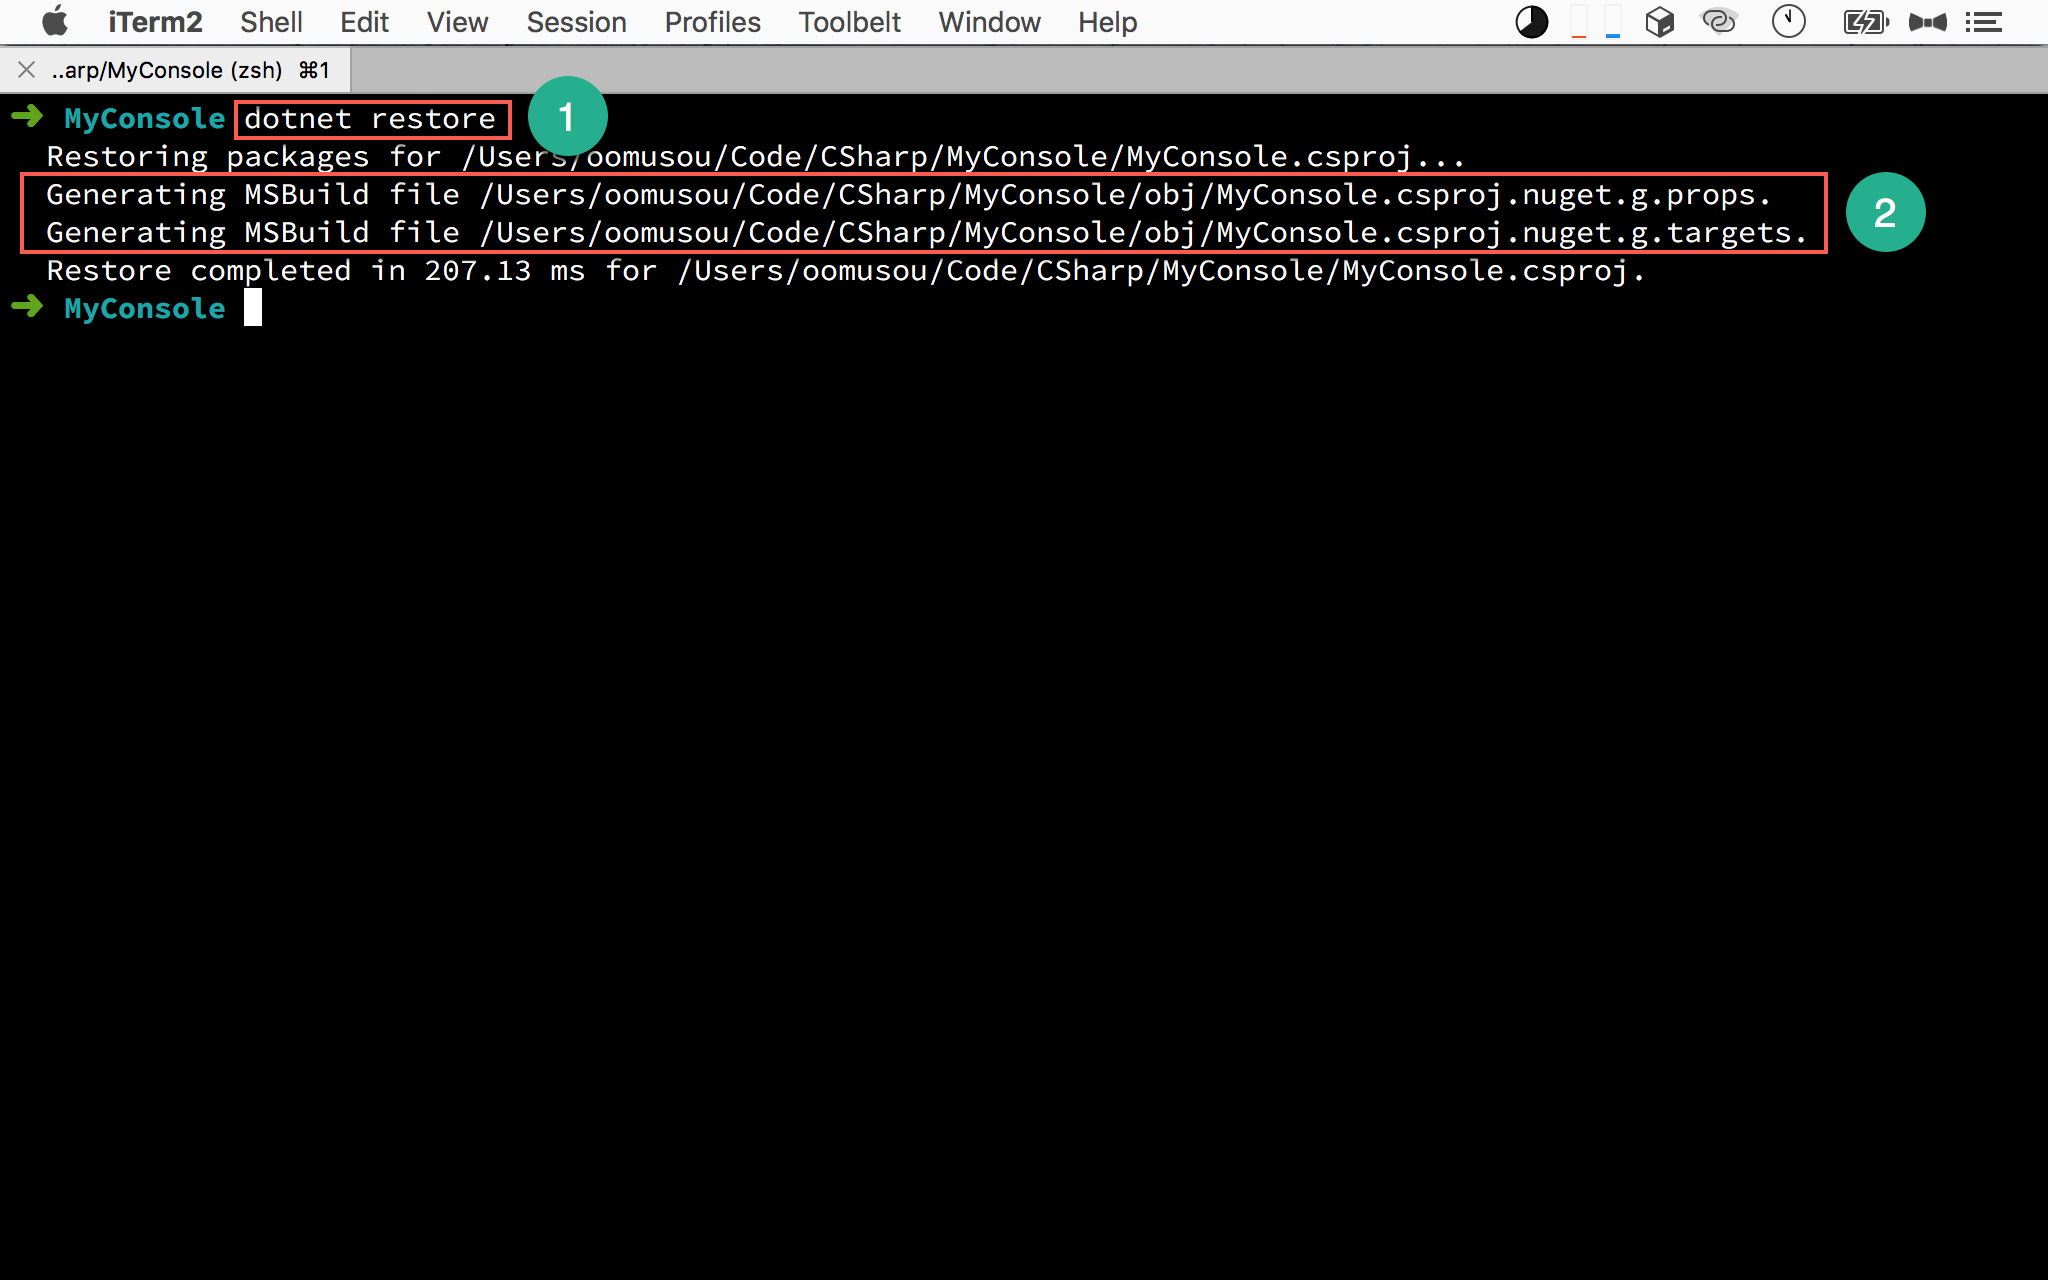 iTerm2 Shell Edit View Session Profiles Toolbelt Window Help
..arp/MyConsole (zsh) ⌘1
➜ MyConsole dotnet restore 1
Restoring packages for /Users/oomusou/Code/CSharp/MyConsole/MyConsole.csproj...
Generating MSBuild file /Users/oomusou/Code/CSharp/MyConsole/obj/MyConsole.csproj.nuget.g.props.
Generating MSBuild file /Users/oomusou/Code/CSharp/MyConsole/obj/MyConsole.csproj.nuget.g.targets.
2
Restore completed in 207.13 ms for /Users/oomusou/Code/CSharp/MyConsole/MyConsole.csproj.
➜ MyConsole